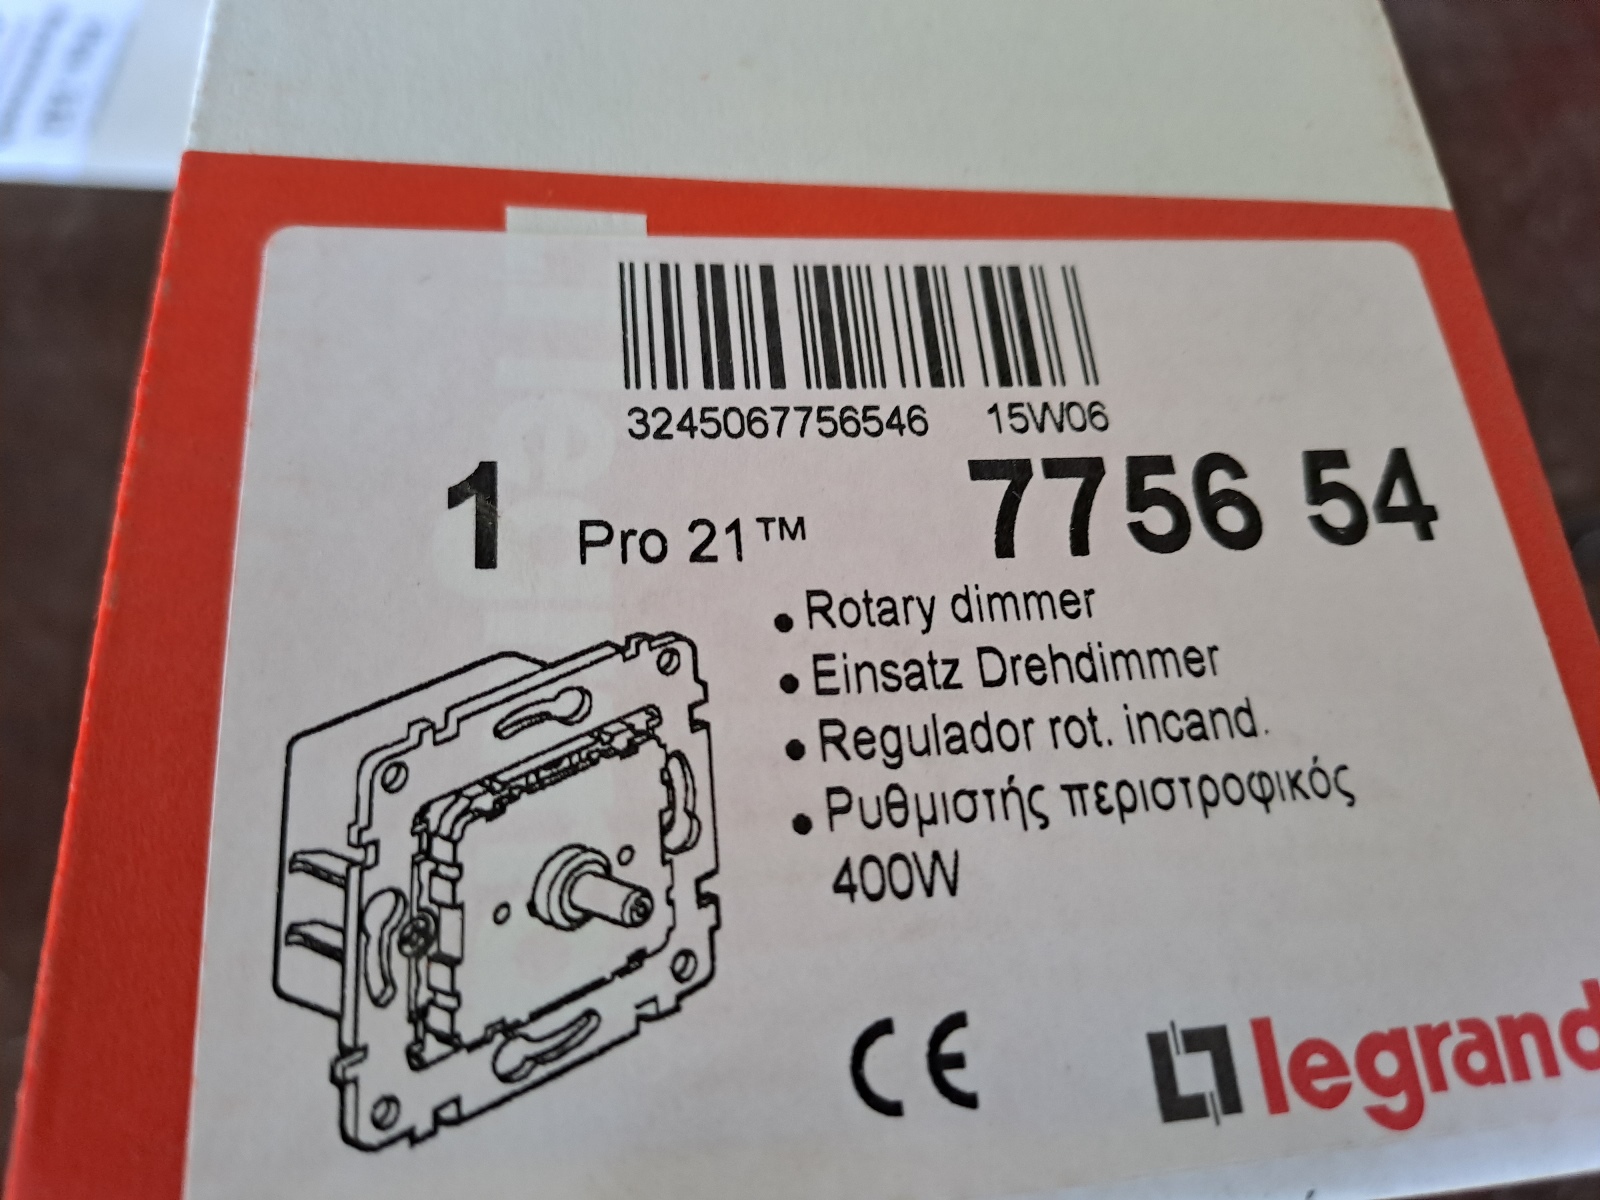 3245067756546 15W06
1 Pro 21™ 7756 54
• Rotary dimmer
• Einsatz Drehdimmer
• Regulador rot. incand.
• Ρυθμιστής περιστροφικός
400W
CE
legrand